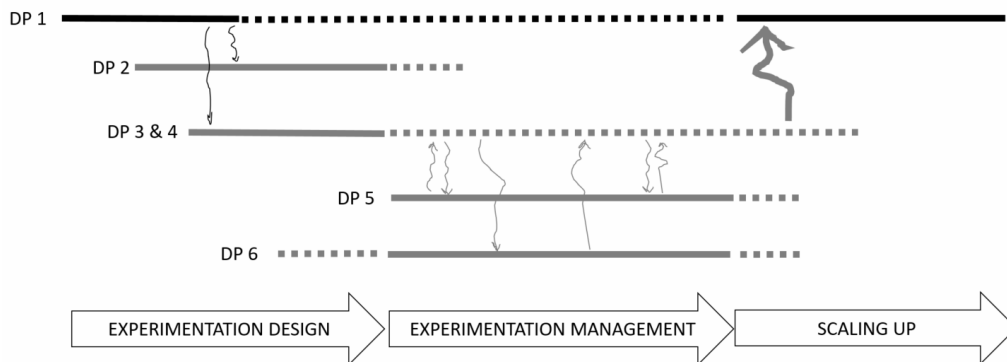 DP 1
DP 2
DP 3 & 4
DP 5
DP 6
EXPERIMENTATION DESIGN
EXPERIMENTATION MANAGEMENT
SCALING UP